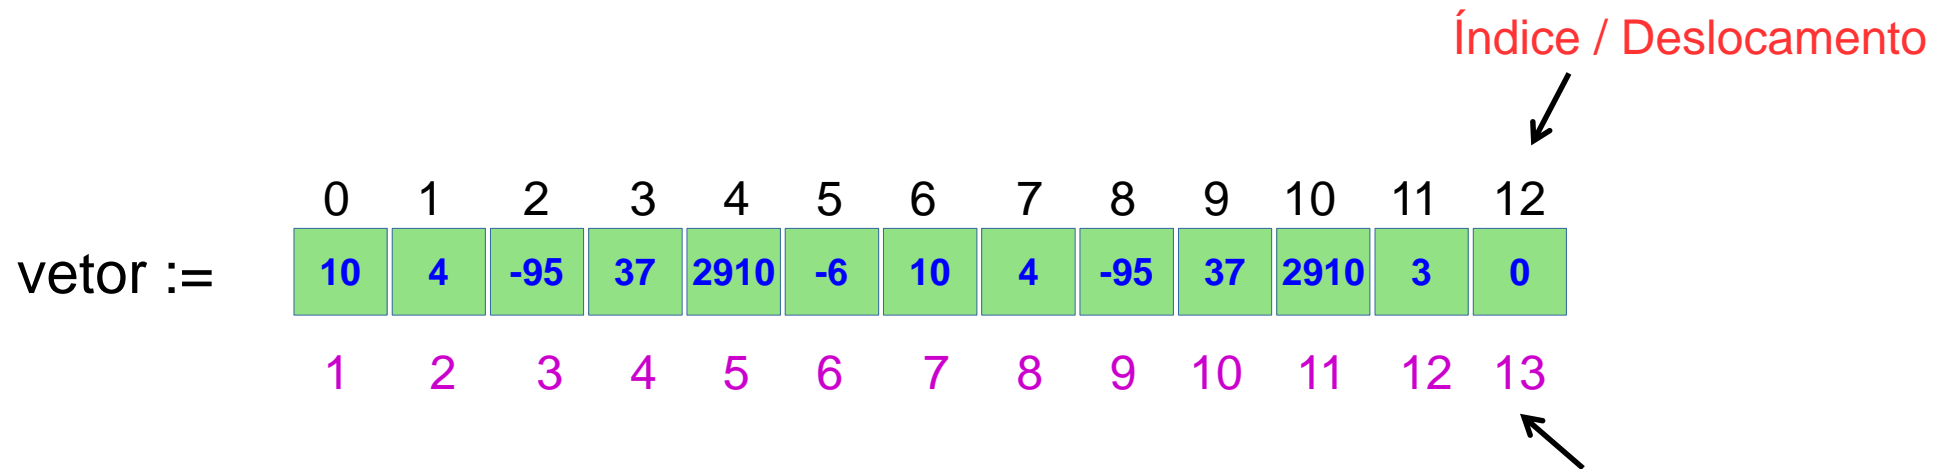 Índice / Deslocamento
0 1 2 3 4 5 6 7 8 9 10 11 12
vetor := 10 4 -95 37 2910 -6 10 4 -95 37 2910 3 0
1 2 3 4 5 6 7 8 9 10 11 12 13